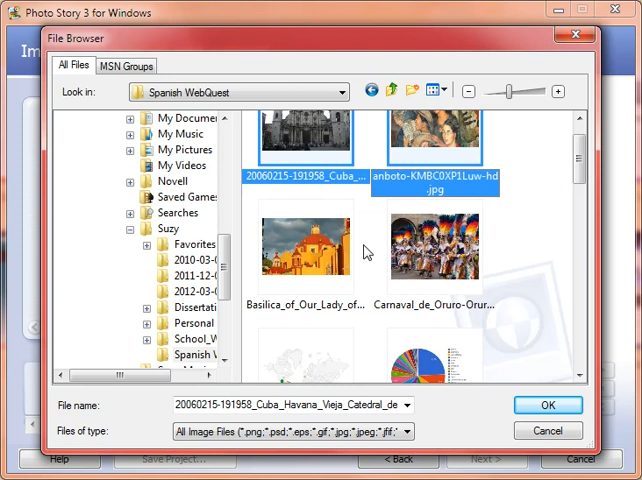 Photo Story 3 for Windows
Im
File Browser
All Files
MSN Groups
Look in:
Spanish WebQuest
My Documen
My Music
My Pictures
My Videos
Novell
Saved Games
Searches
Suzy
Favorites
2010-03-0
2011-12-
2012-03-0
Dissertati
Personal
School_W
Spanish W
20060215-191958_Cuba_...
anboto-KMBC0XP1Luw-hd
.jpg
Basilica_of_Our_Lady_of...
Carnaval_de_Oruro-Orur...
File name:
20060215-191958_Cuba_Havana_Vieja_Catedral_de
OK
Files of type:
All Image Files (*.png;*.psd;*.eps;*.gif;*.jpg;*.jpeg;*.jfif;*
Cancel
Help
Save Project...
< Back
Next >
Cancel